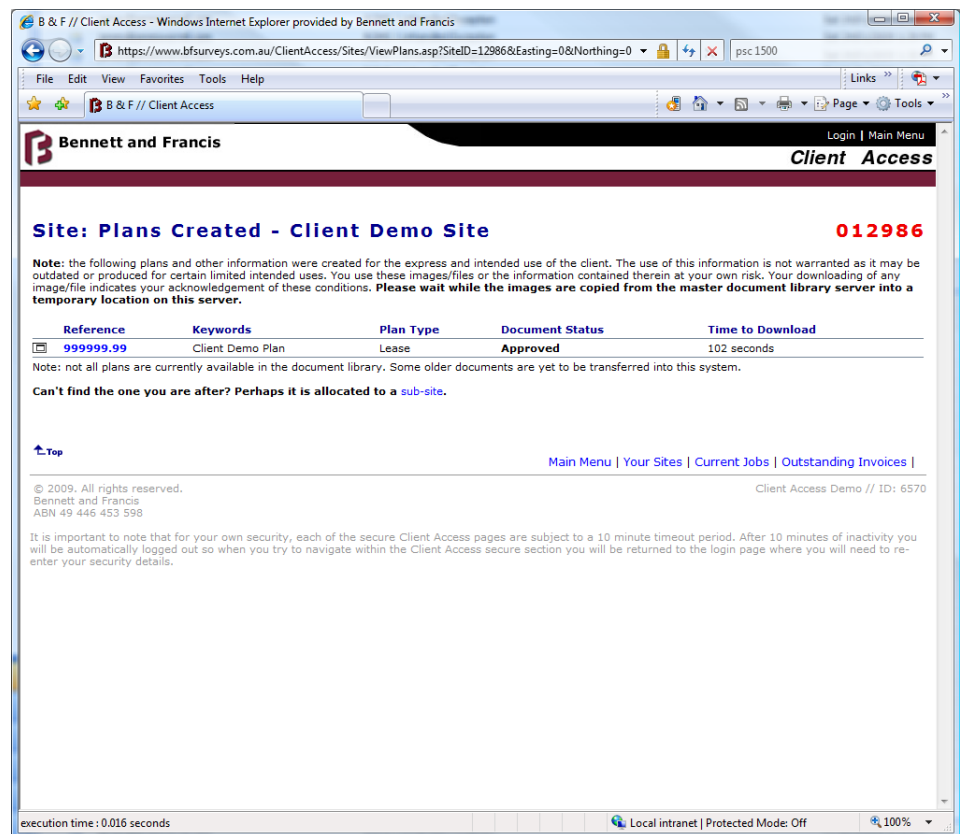 B & F // Client Access - Windows Internet Explorer provided by Bennett and Francis
https://www.bfsurveys.com.au/ClientAccess/Sites/ViewPlans.asp?SiteID=12986&Easting=0&Northing=0
psc 1500
File Edit View Favorites Tools Help
Links »
B & F // Client Access
Page Tools »
Bennett and Francis
Login | Main Menu
Client Access
Site: Plans Created - Client Demo Site 012986
Note: the following plans and other information were created for the express and intended use of the client. The use of this information is not warranted as it may be
outdated or produced for certain limited intended uses. You use these images/files or the information contained therein at your own risk. Your downloading of any
image/file indicates your acknowledgement of these conditions. Please wait while the images are copied from the master document library server into a
temporary location on this server.
Reference Keywords Plan Type Document Status Time to Download
999999.99 Client Demo Plan Lease Approved 102 seconds
Note: not all plans are currently available in the document library. Some older documents are yet to be transferred into this system.
Can't find the one you are after? Perhaps it is allocated to a sub-site.
Top
Main Menu | Your Sites | Current Jobs | Outstanding Invoices |
© 2009. All rights reserved. Client Access Demo // ID: 6570
Bennett and Francis
ABN 49 446 453 598
It is important to note that for your own security, each of the secure Client Access pages are subject to a 10 minute timeout period. After 10 minutes of inactivity you
will be automatically logged out so when you try to navigate within the Client Access secure section you will be returned to the login page where you will need to re-
enter your security details.
execution time : 0.016 seconds
Local intranet | Protected Mode: Off
100%